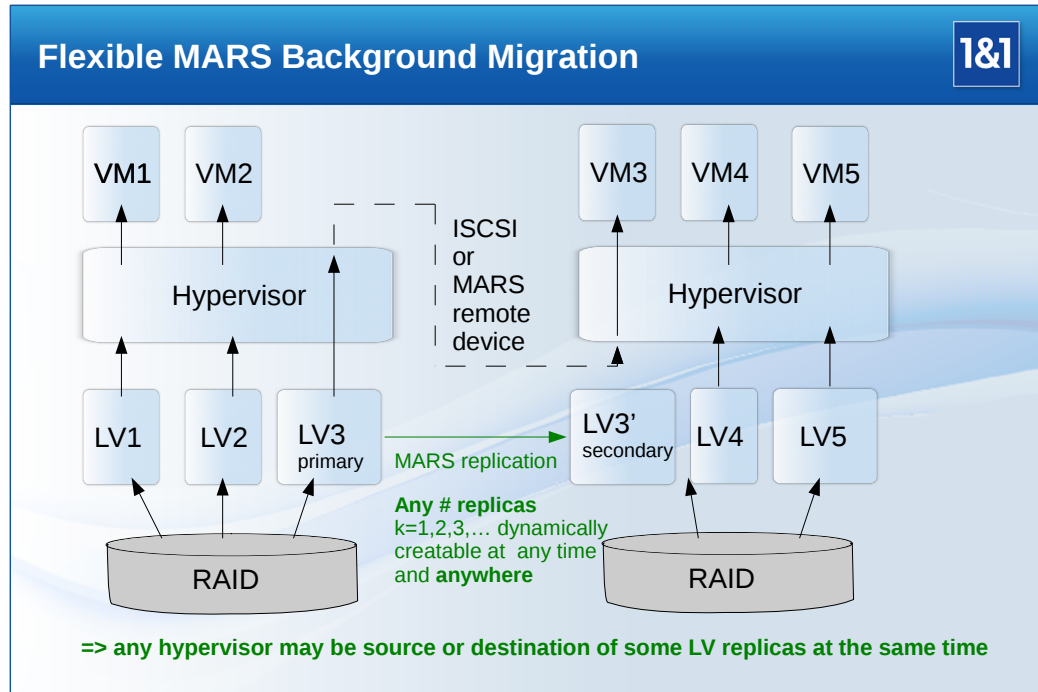 Flexible MARS Background Migration
1&1
VM1
VM2
VM3
VM4
VM5
ISCSI
or
MARS
remote
device
Hypervisor
Hypervisor
LV1
LV2
LV3
primary
MARS replication
LV3’
secondary
LV4
LV5
Any # replicas
k=1,2,3,… dynamically
creatable at any time
and anywhere
RAID
RAID
=> any hypervisor may be source or destination of some LV replicas at the same time